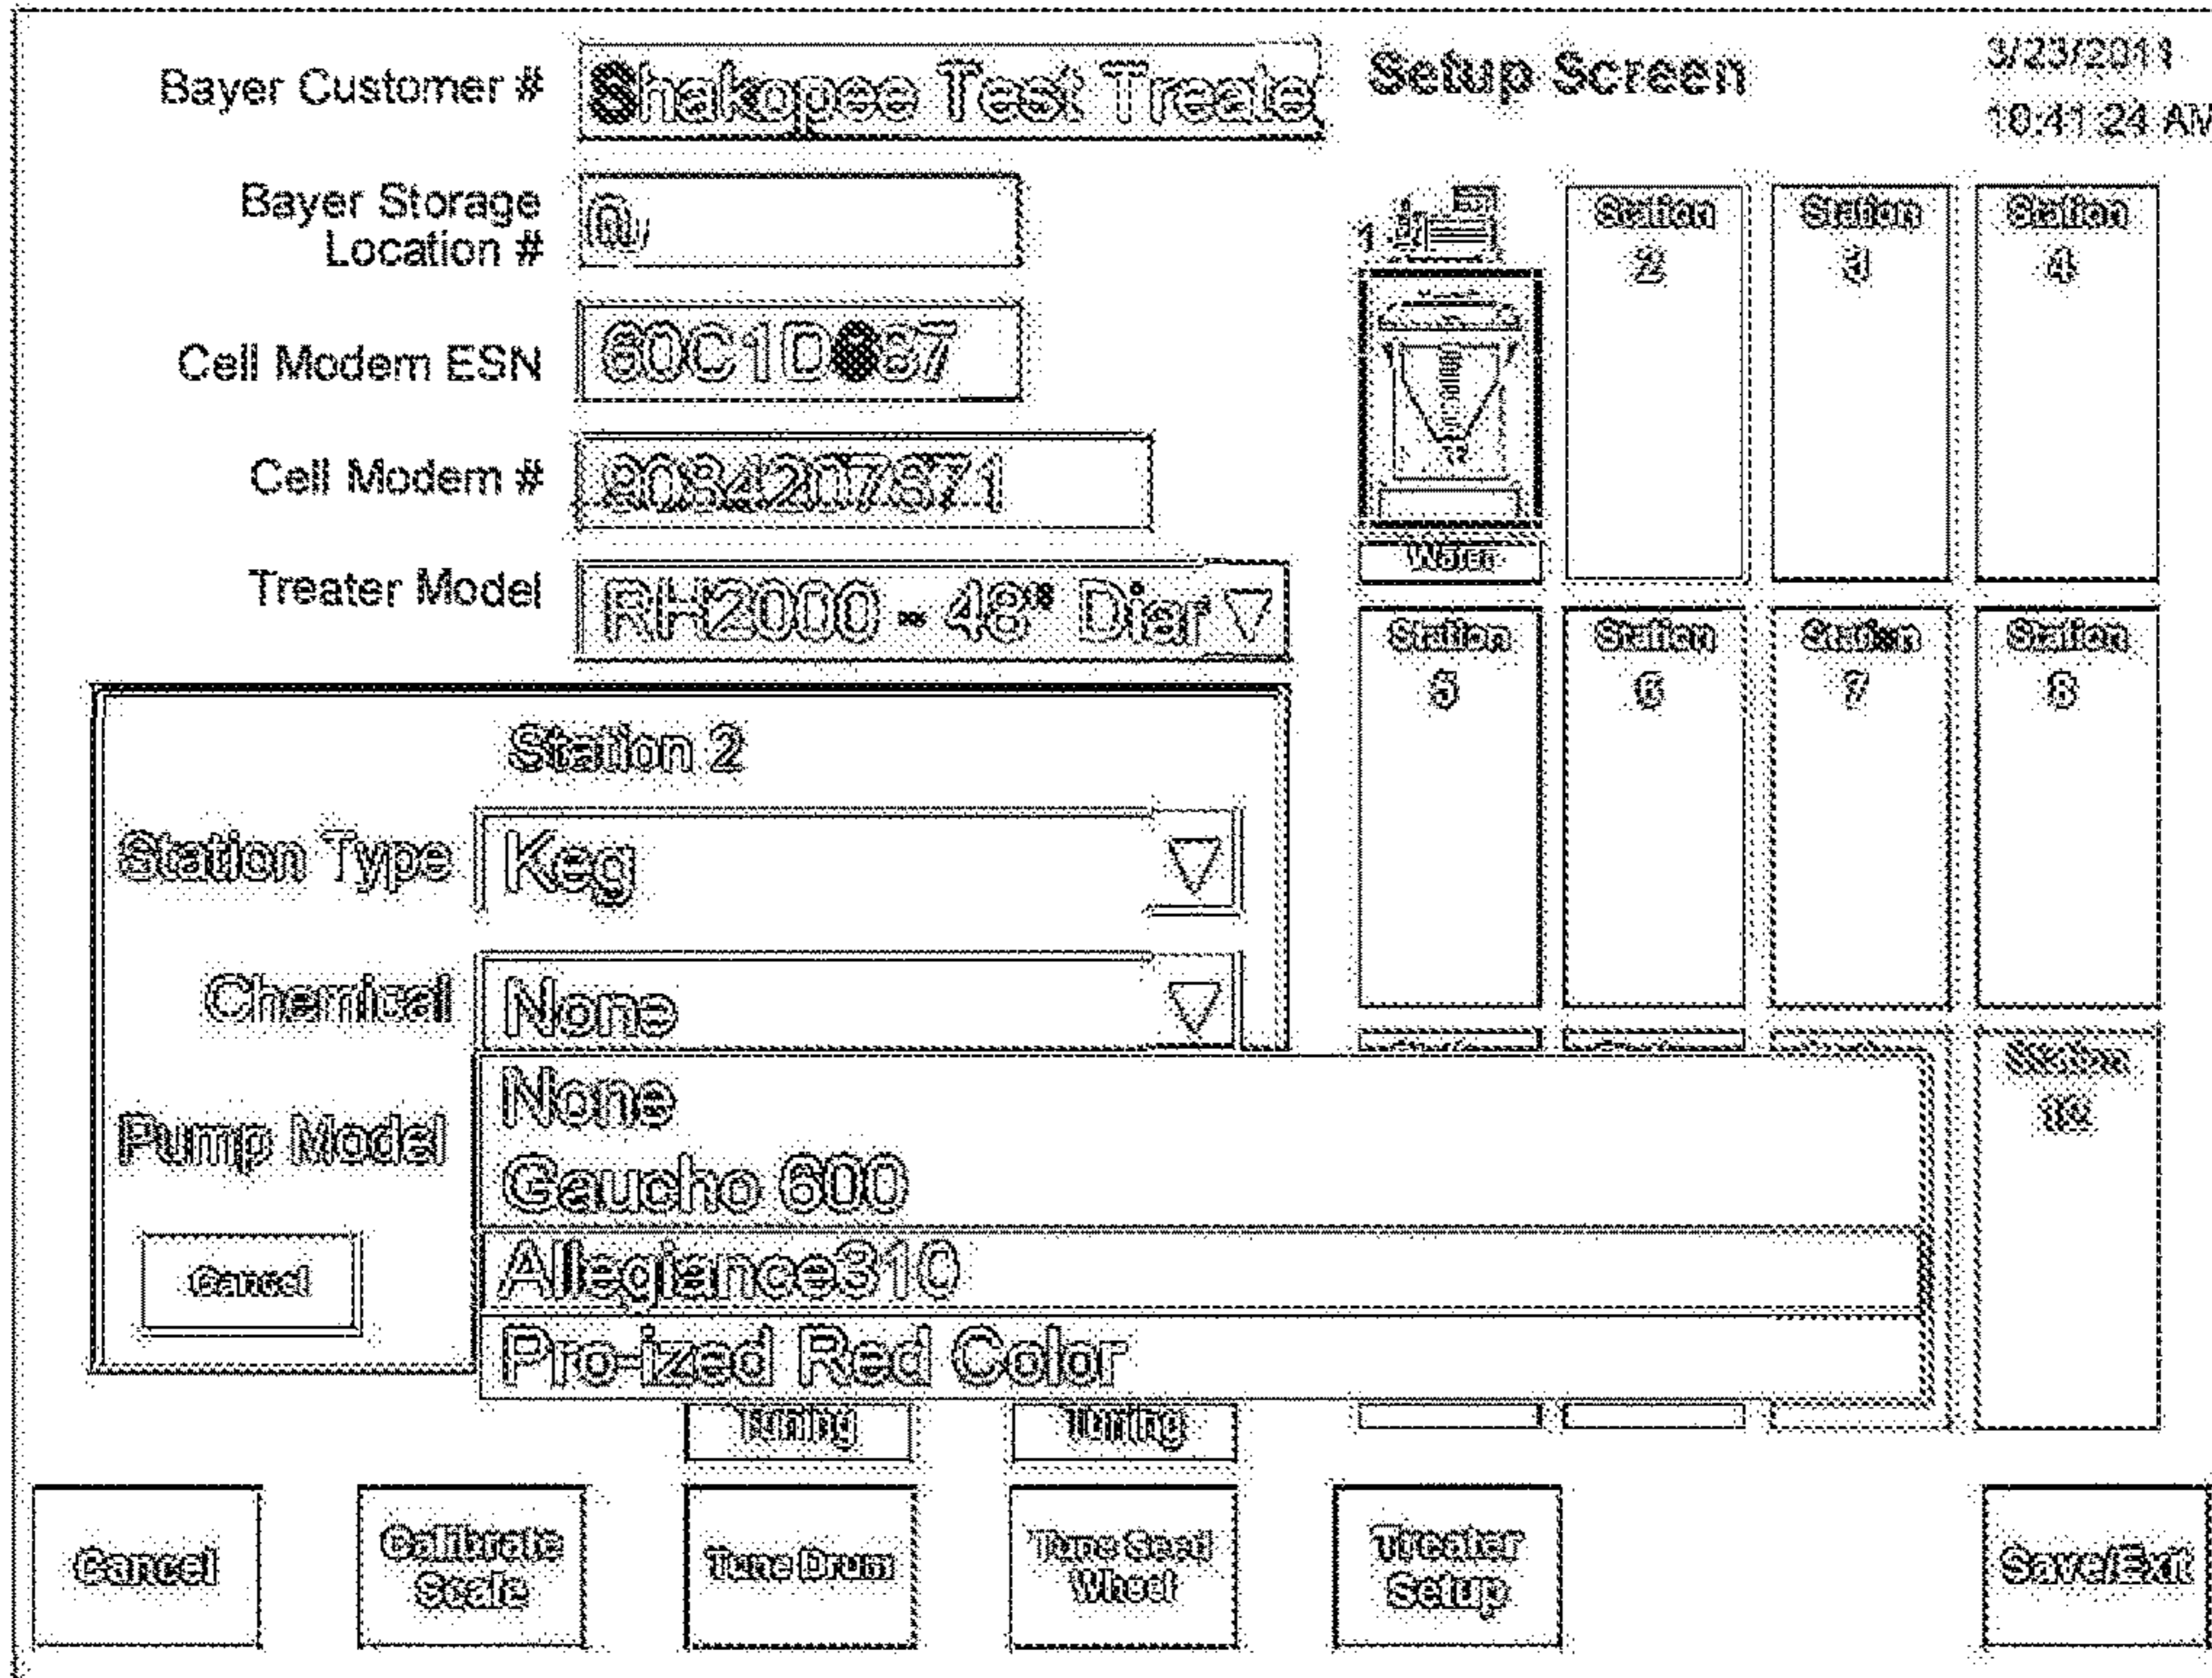 Bayer Customer #
Shakopee Test Treate
Setup Screen
3/23/2011
10:41:24 AM
Bayer Storage
Location #
@
Cell Modem ESN
Cell Modem #
Treater Model
RH2000 - 48" Diar
1
Water
Station
2
Station
3
Station
4
Station
5
Station
6
Station
7
Station
8
Station
12
Station 2
Station Type
Keg
Chemical
None
Pump Model
None
Gaucho 600
Allegiance310
Pro-ized Red Color
Cancel
Tuning
Tuning
Cancel
Calibrate
Scale
Tune Drum
Tune Seed
Wheel
Treater
Setup
Save/Exit